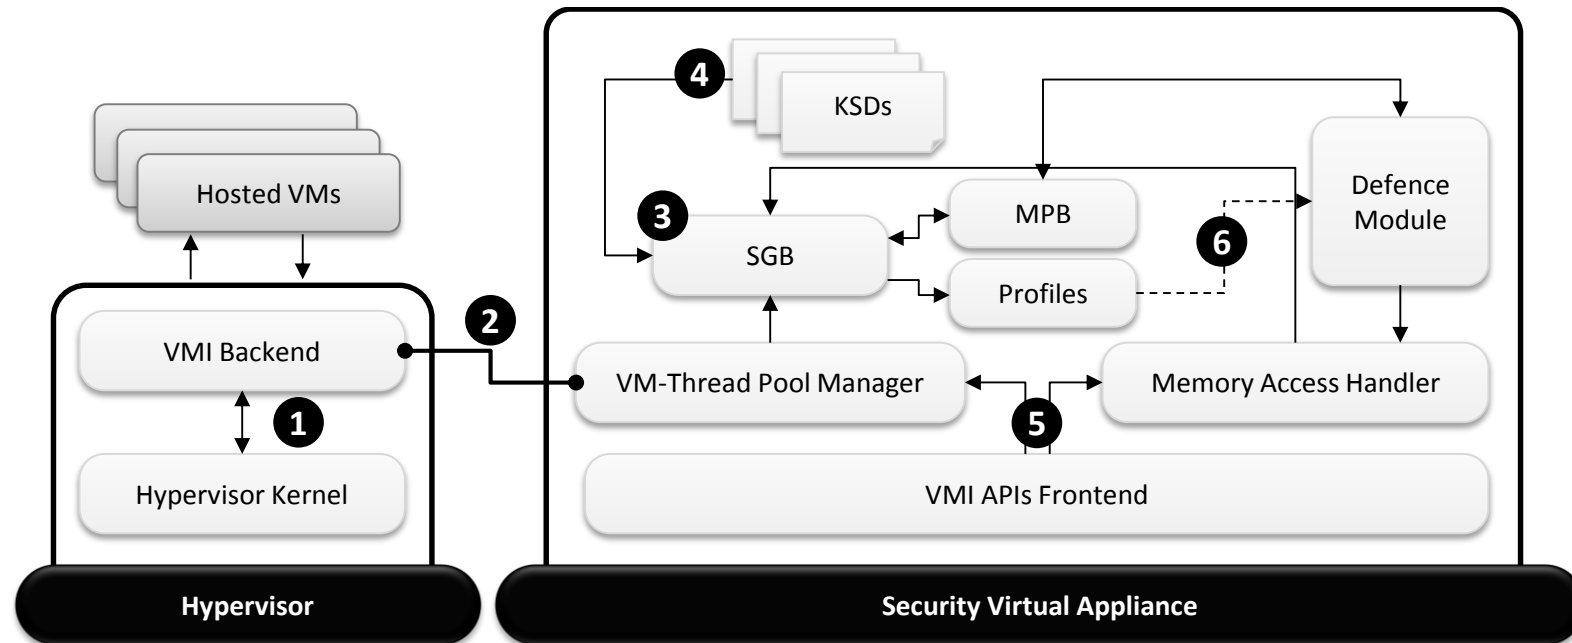 4
KSDs
Hosted VMs
Defence
Module
3
MPB
SGB
6
Profiles
2
VMI Backend
VM-Thread Pool Manager
Memory Access Handler
1
5
Hypervisor Kernel
VMI APIs Frontend
Hypervisor
Security Virtual Appliance